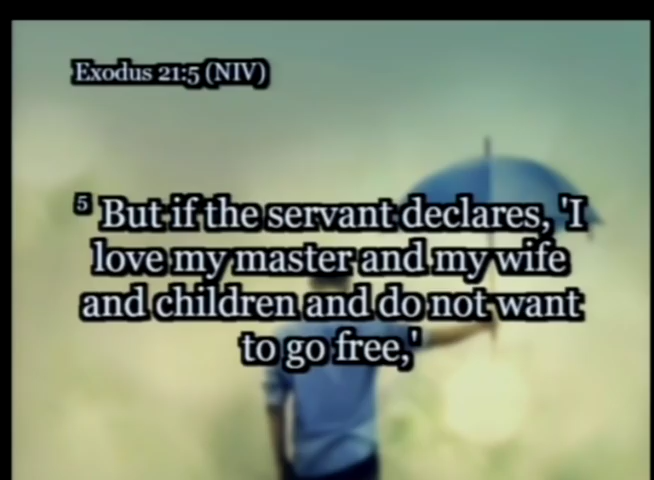 Exodus 21:5 (NIV)
5 But if the servant declares, 'I
love my master and my wife
and children and do not want
to go free,'